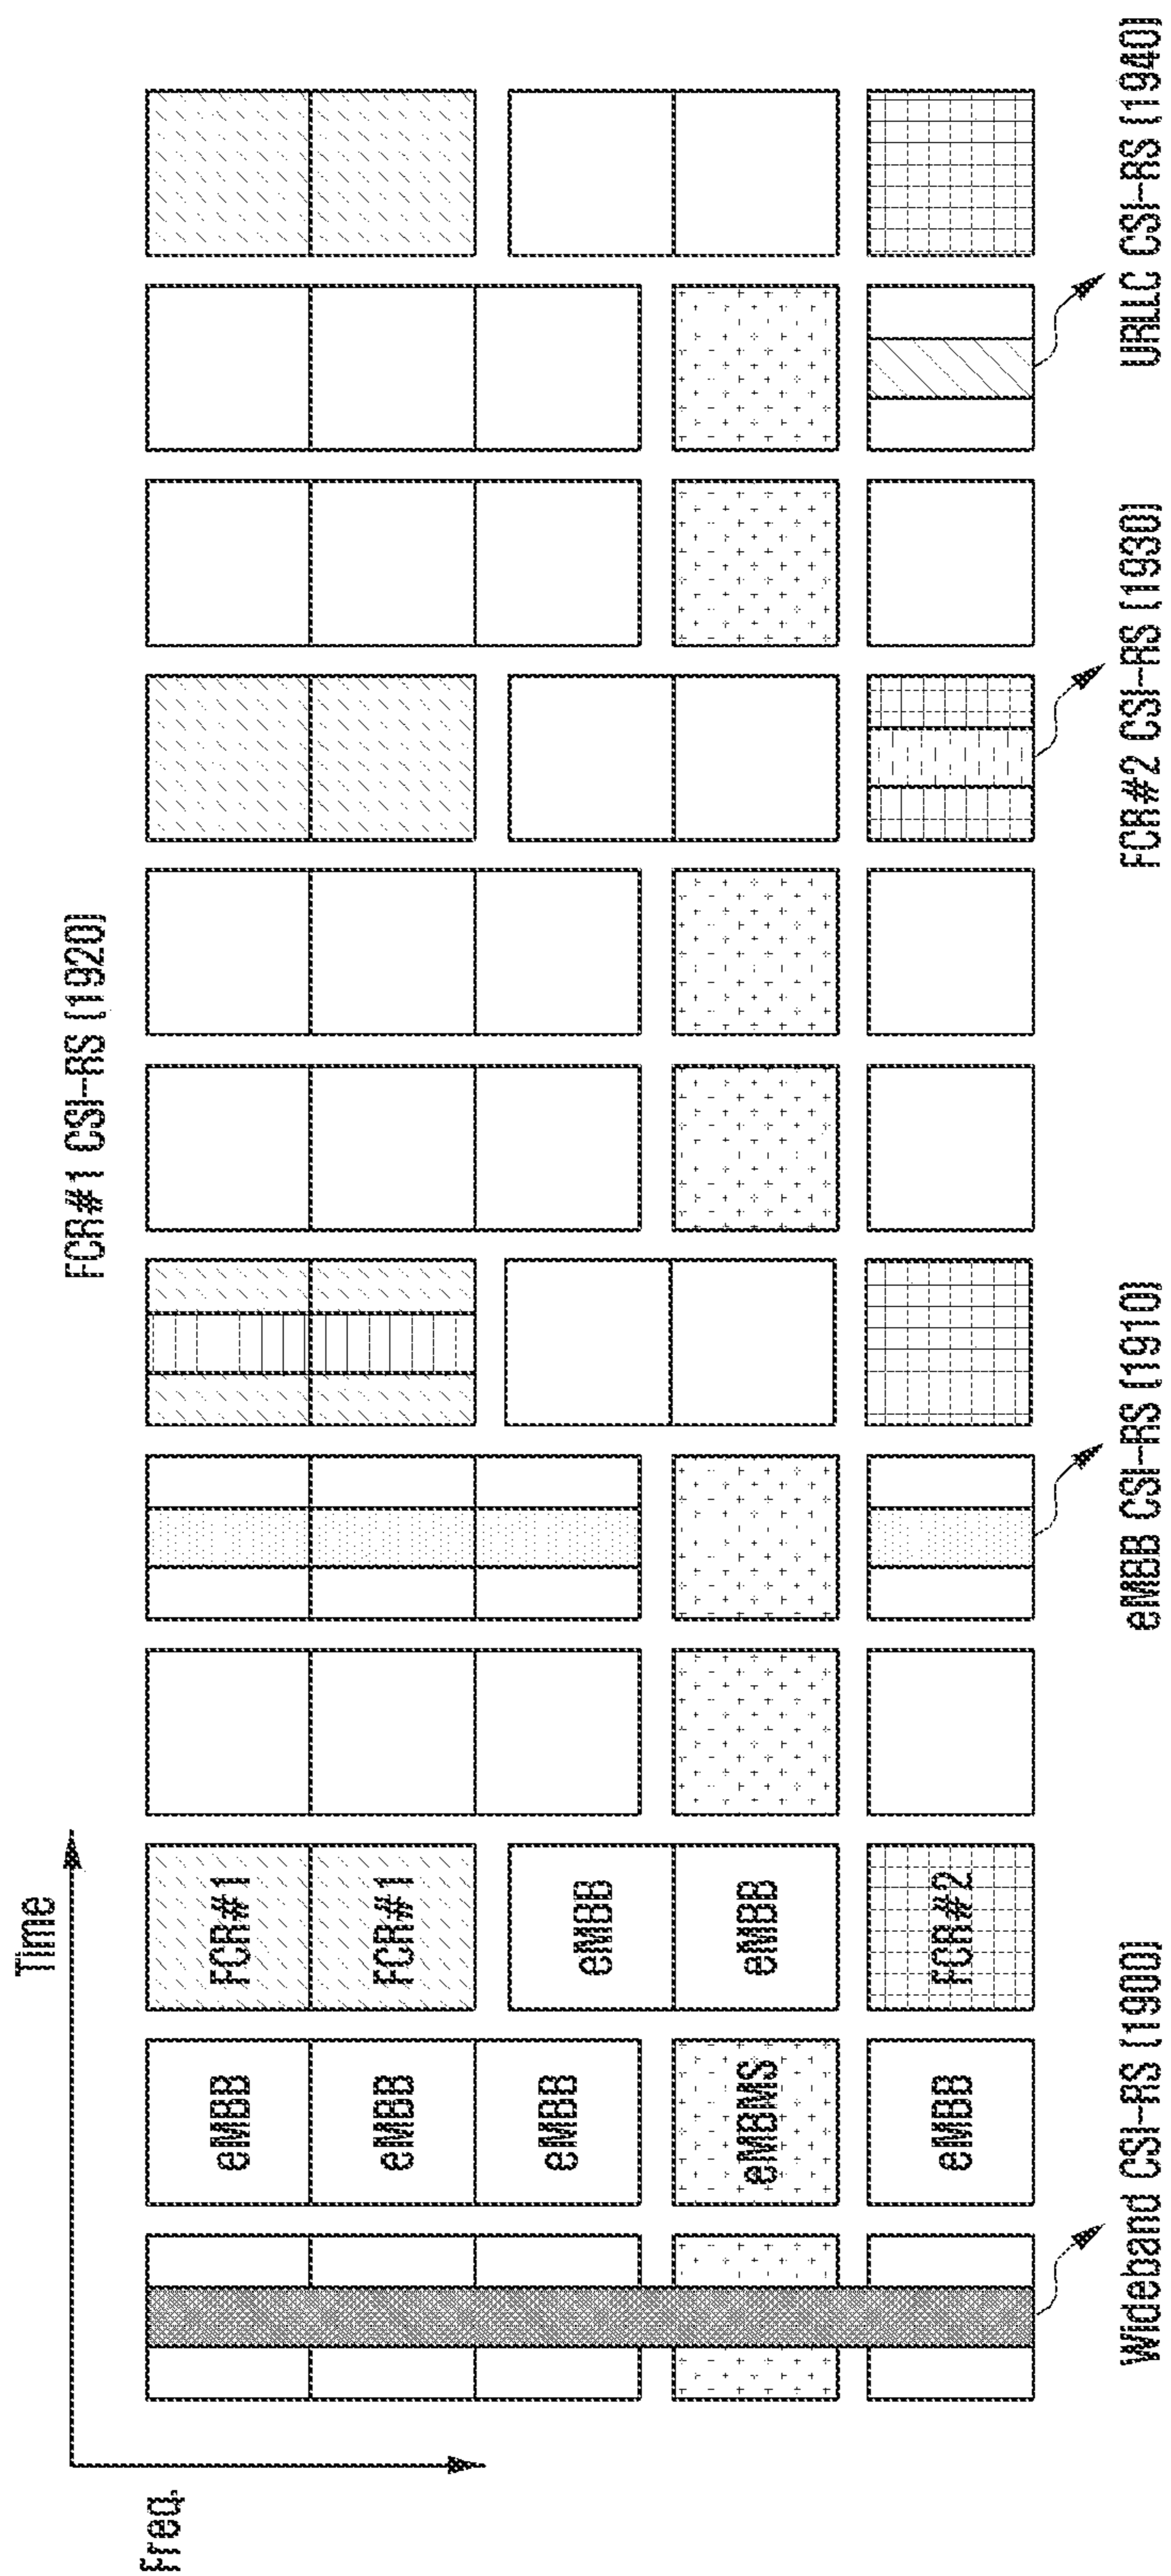 Time
Freq.
FCR#1 CSI-RS (1920)
eMBB
FCR#1
eMBB
FCR#1
eMBB
eMBB
eMBMS
eMBB
eMBB
FCR#2
Wideband CSI-RS (1900)
eMBB CSI-RS (1910)
FCR#2 CSI-RS (1930)
URLLC CSI-RS (1940)